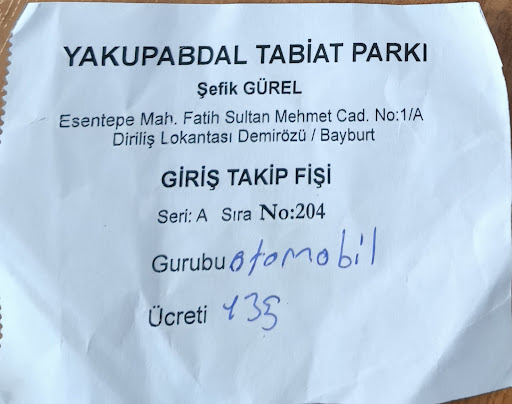 YAKUPABDAL TABİAT PARKI
Şefik GÜREL
Esentepe Mah. Fatih Sultan Mehmet Cad. No:1/A
Diriliş Lokantası Demirözü / Bayburt
GİRİŞ TAKİP FİŞİ
Seri: A Sıra No:204
Gurubu otomobil
Ücreti 135